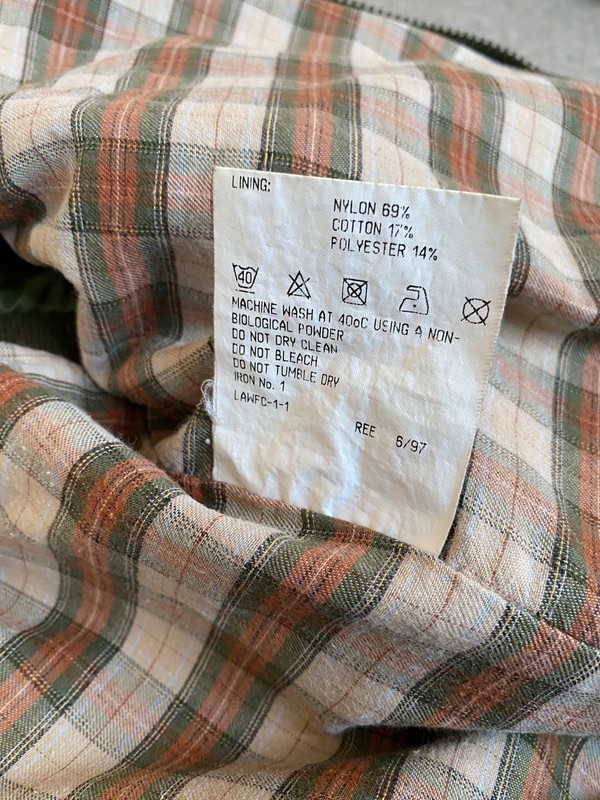 LINING:
NYLON 69%
COTTON 17%
POLYESTER 14%
40
MACHINE WASH AT 40oC USING A NON-
BIOLOGICAL POWDER
DO NOT DRY CLEAN
DO NOT BLEACH
DO NOT TUMBLE DRY
IRON No. 1
LAWFC-1-1
REE 6/97